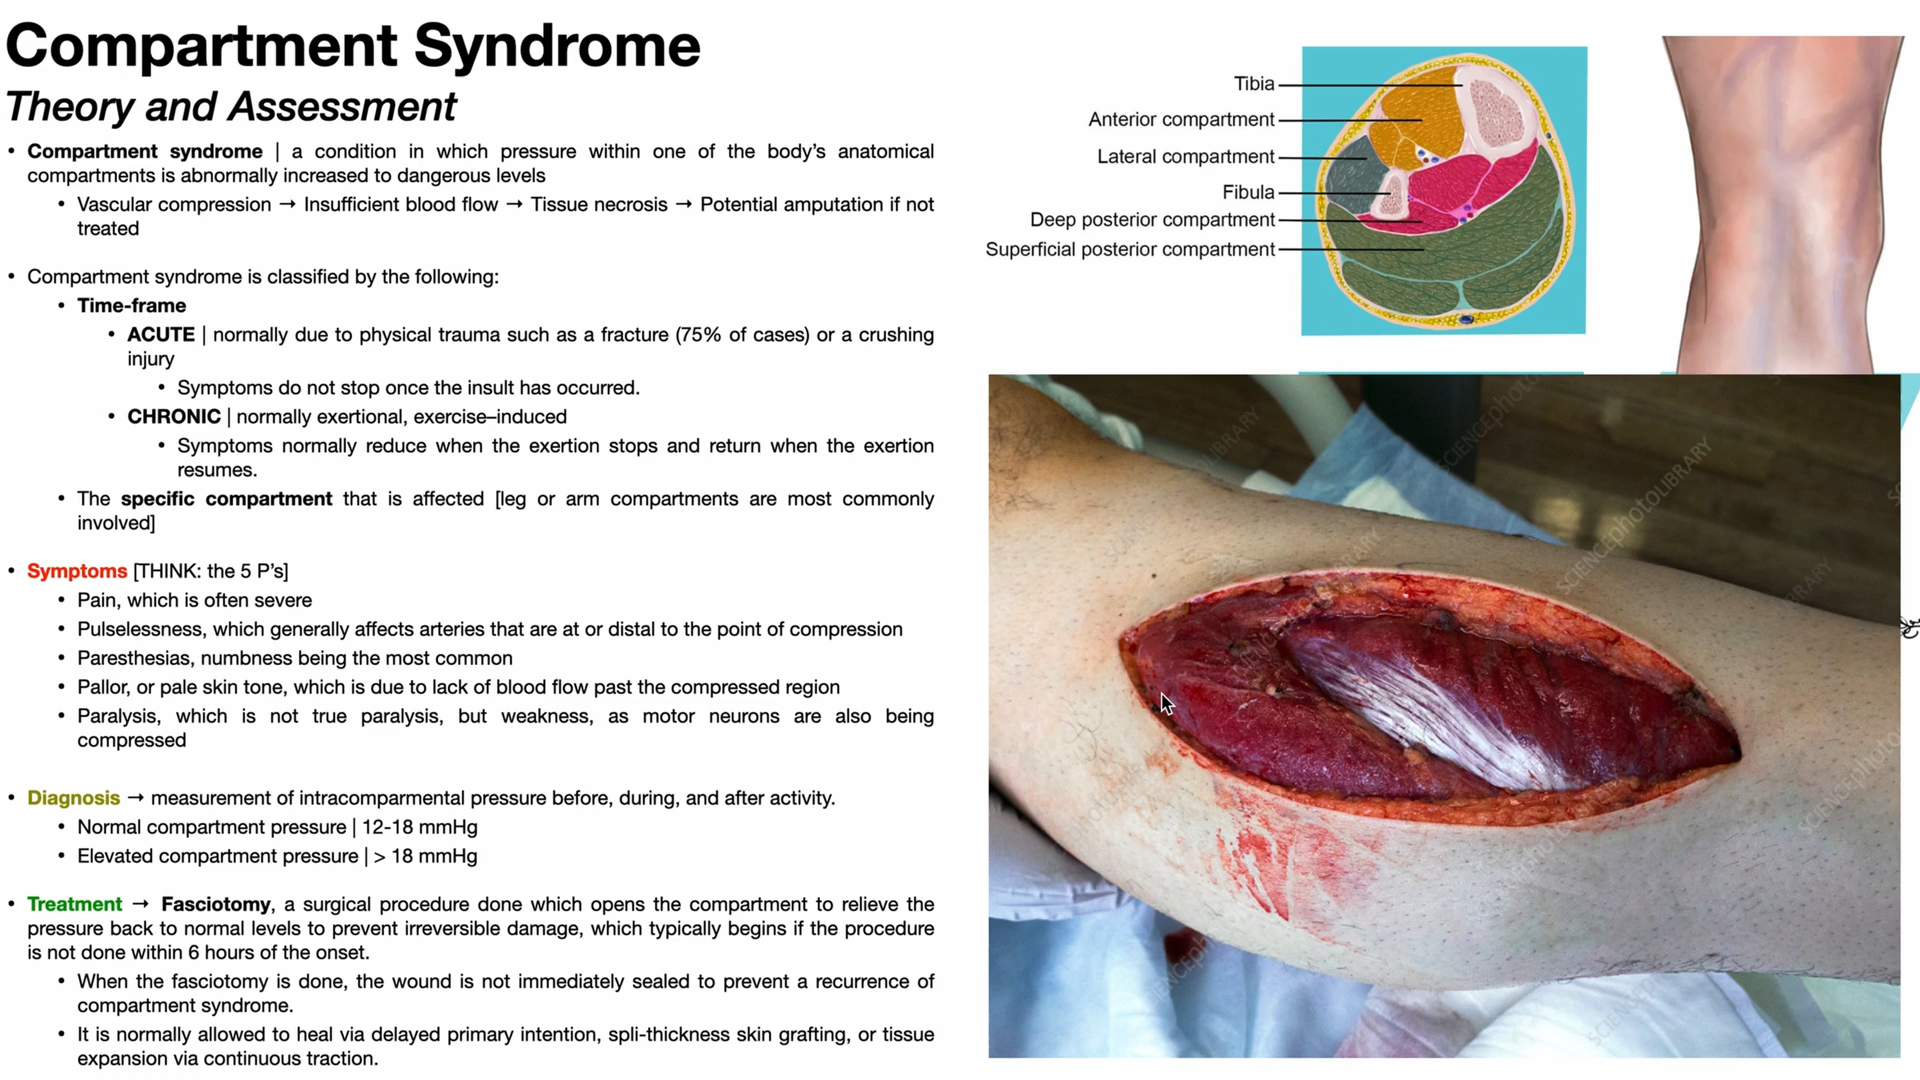 Compartment Syndrome
Theory and Assessment
• Compartment syndrome | a condition in which pressure within one of the body’s anatomical
compartments is abnormally increased to dangerous levels
• Vascular compression → Insufficient blood flow → Tissue necrosis → Potential amputation if not
treated
• Compartment syndrome is classified by the following:
• Time-frame
• ACUTE | normally due to physical trauma such as a fracture (75% of cases) or a crushing
injury
• Symptoms do not stop once the insult has occurred.
• CHRONIC | normally exertional, exercise–induced
• Symptoms normally reduce when the exertion stops and return when the exertion
resumes.
• The specific compartment that is affected [leg or arm compartments are most commonly
involved]
• Symptoms [THINK: the 5 P’s]
• Pain, which is often severe
• Pulselessness, which generally affects arteries that are at or distal to the point of compression
• Paresthesias, numbness being the most common
• Pallor, or pale skin tone, which is due to lack of blood flow past the compressed region
• Paralysis, which is not true paralysis, but weakness, as motor neurons are also being
compressed
• Diagnosis → measurement of intracomparmental pressure before, during, and after activity.
• Normal compartment pressure | 12-18 mmHg
• Elevated compartment pressure | > 18 mmHg
• Treatment → Fasciotomy, a surgical procedure done which opens the compartment to relieve the
pressure back to normal levels to prevent irreversible damage, which typically begins if the procedure
is not done within 6 hours of the onset.
• When the fasciotomy is done, the wound is not immediately sealed to prevent a recurrence of
compartment syndrome.
• It is normally allowed to heal via delayed primary intention, spli-thickness skin grafting, or tissue
expansion via continuous traction.
Tibia
Anterior compartment
Lateral compartment
Fibula
Deep posterior compartment
Superficial posterior compartment
SCIENCEphotoLIBRARY